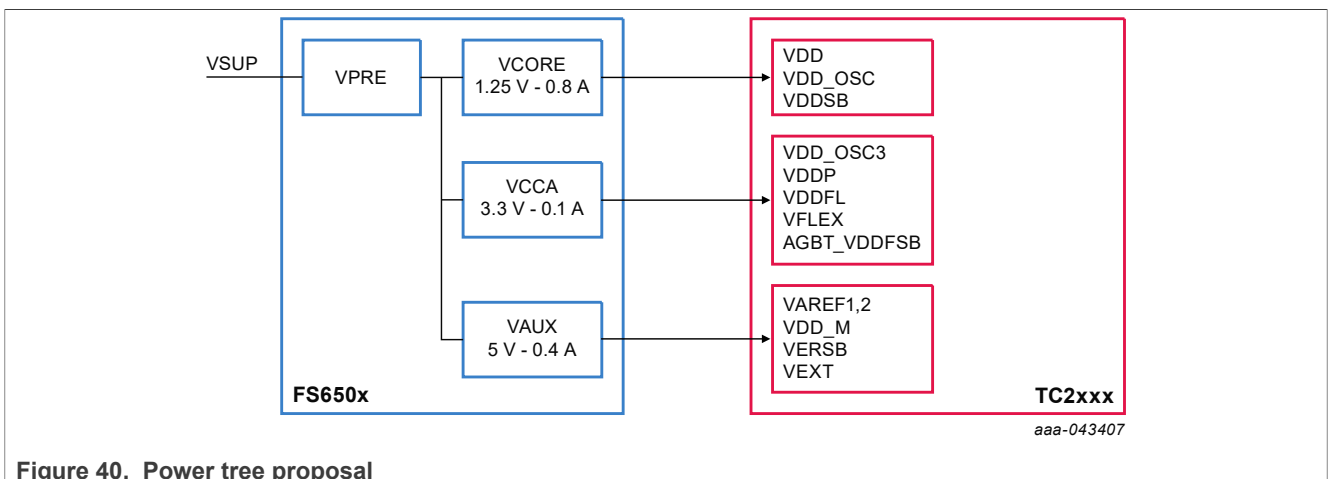 VSUP
VPRE
VCORE
1.25 V - 0.8 A
VDD
VDD_OSC
VDDSB
VCCA
3.3 V - 0.1 A
VDD_OSC3
VDDP
VDDFL
VFLEX
AGBT_VDDFSB
VAUX
5 V - 0.4 A
VAREF1,2
VDD_M
VERSB
VEXT
FS650x
TC2xxx
aaa-043407
Figure 40. Power tree proposal